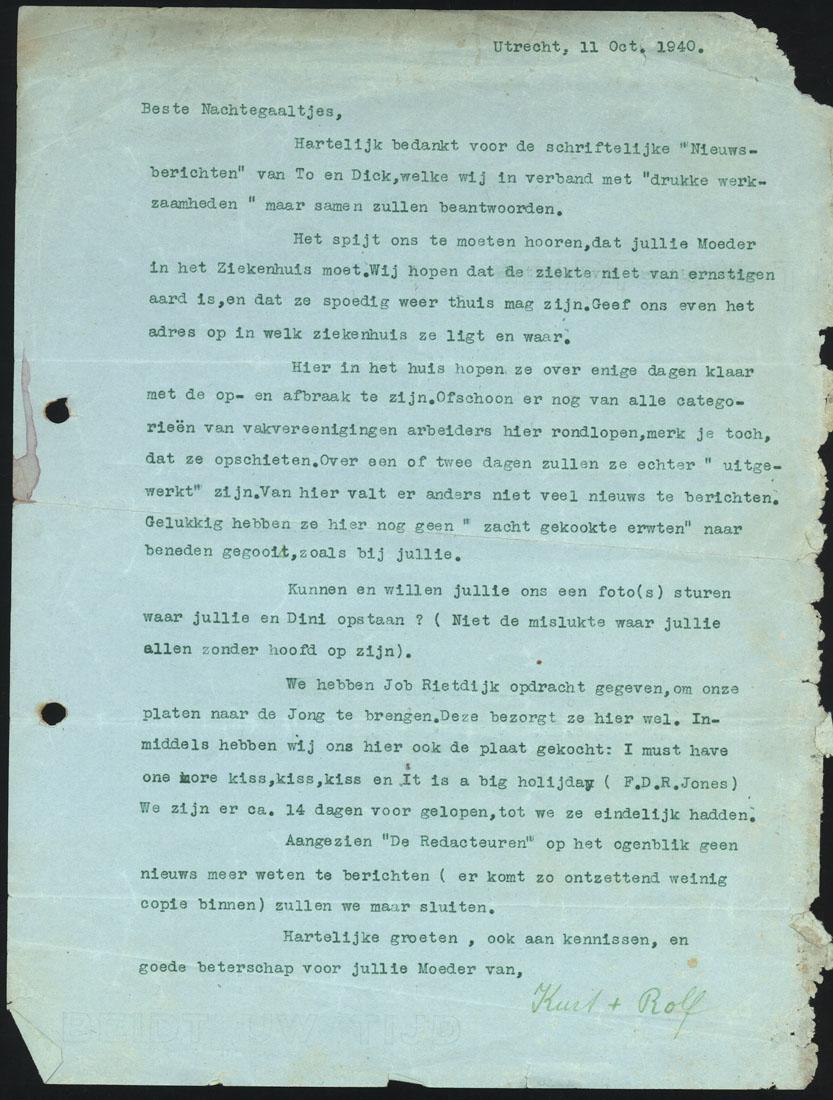 Utrecht, 11 Oct. 1940.
Beste Nachtegaaltjes,
Hartelijk bedankt voor de schriftelijke "Nieuws-
berichten" van To en Dick,welke wij in verband met "drukke werk-
zaamheden " maar samen zullen beantwoorden.
Het spijt ons te moeten hooren,dat jullie Moeder
in het Ziekenhuis moet.Wij hopen dat de ziekte niet van ernstigen
aard is,en dat ze spoedig weer thuis mag zijn.Geef ons even het
adres op in welk ziekenhuis ze ligt en waar.
Hier in het huis hopen ze over enige dagen klaar
met de op- en afbraak te zijn.Ofschoon er nog van alle catego-
rieën van vakvereenigingen arbeiders hier rondlopen,merk je toch,
dat ze opschieten.Over een of twee dagen zullen ze echter " uitge-
werkt" zijn.Van hier valt er anders niet veel nieuws te berichten.
Gelukkig hebben ze hier nog geen " zacht gekookte erwten" naar
beneden gegooit,zoals bij jullie.
Kunnen en willen jullie ons een foto(s) sturen
waar jullie en Dini opstaan ? ( Niet de mislukte waar jullie
allen zonder hoofd op zijn).
We hebben Job Rietdijk opdracht gegeven,om onze
platen naar de Jong te brengen.Deze bezorgt ze hier wel. In-
middels hebben wij ons hier ook de plaat gekocht: I must have
one more kiss,kiss,kiss en It is a big holijday ( F.D.R.Jones)
We zijn er ca. 14 dagen voor gelopen,tot we ze eindelijk hadden.
Aangezien "De Redacteuren" op het ogenblik geen
nieuws meer weten te berichten ( er komt zo ontzettend weinig
copie binnen) zullen we maar sluiten.
Hartelijke groeten , ook aan kennissen, en
goede beterschap voor jullie Moeder van,
Kurt + Rolf
BEIDT UW TIJD